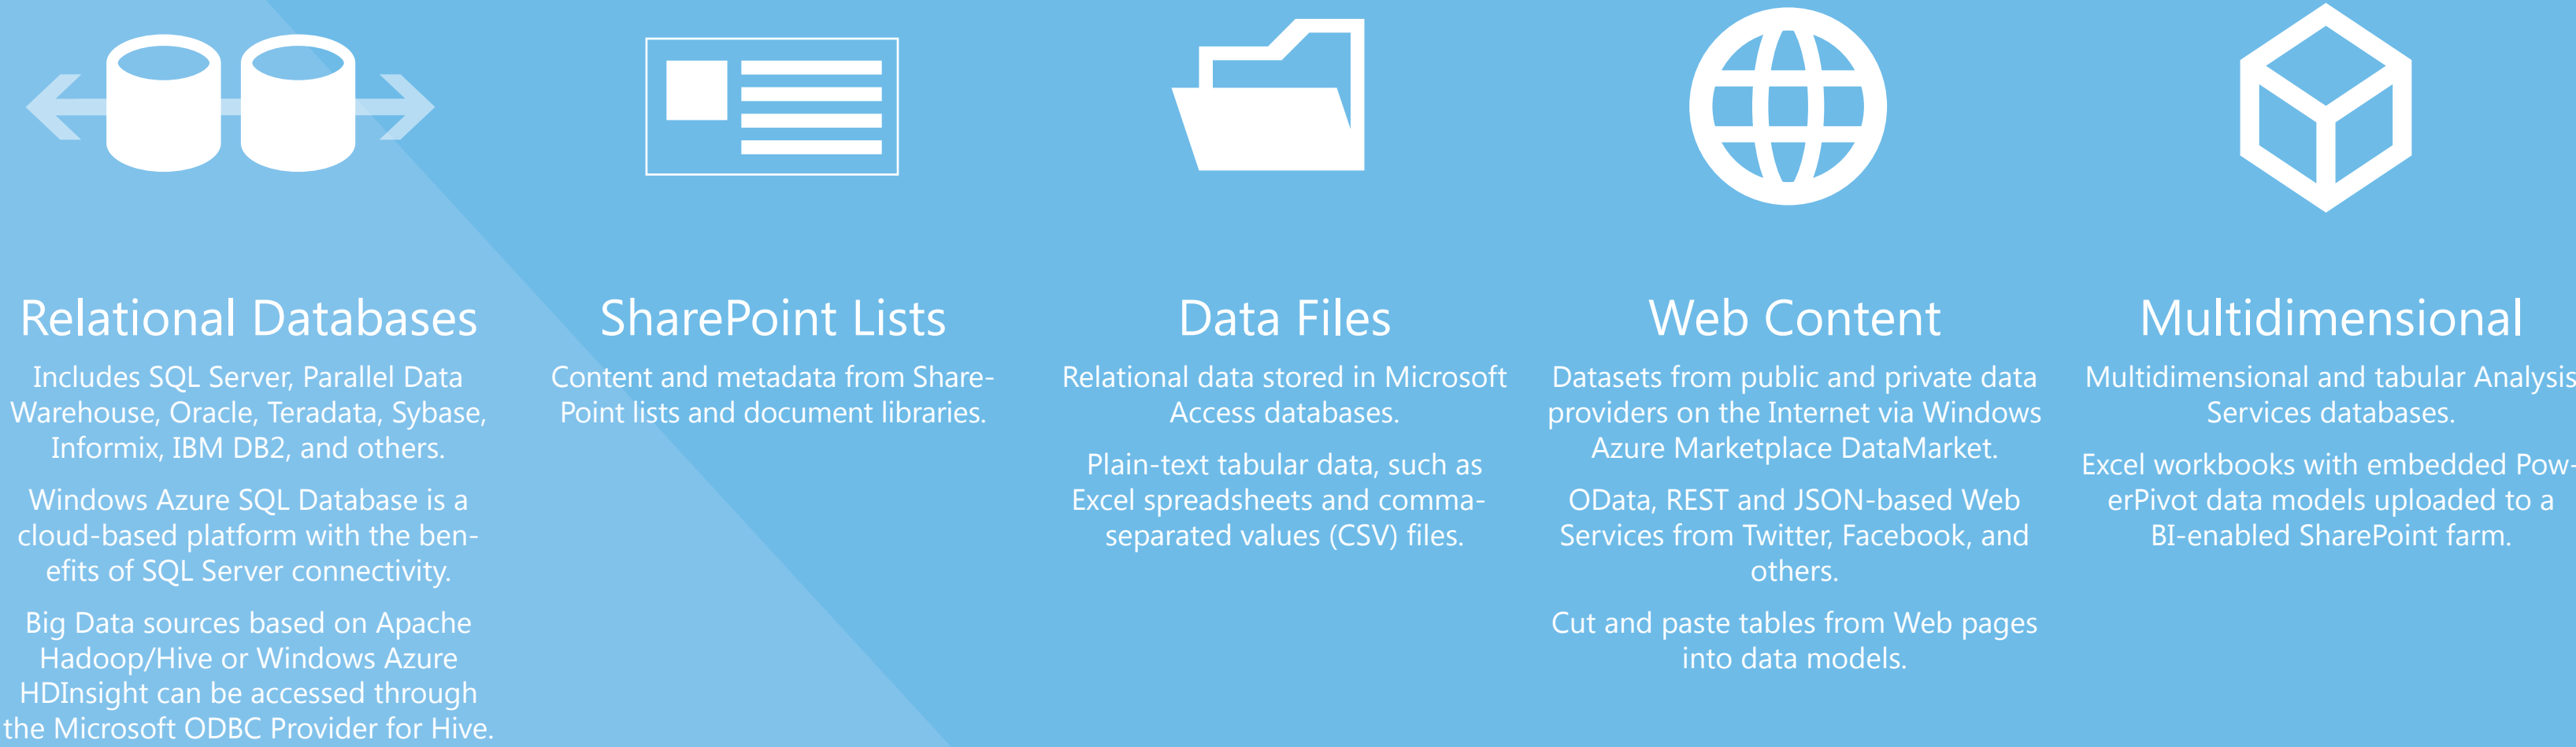 Relational Databases
Includes SQL Server, Parallel Data
Warehouse, Oracle, Teradata, Sybase,
Informix, IBM DB2, and others.
Windows Azure SQL Database is a
cloud-based platform with the ben-
efits of SQL Server connectivity.
Big Data sources based on Apache
Hadoop/Hive or Windows Azure
HDInsight can be accessed through
the Microsoft ODBC Provider for Hive.
SharePoint Lists
Content and metadata from Share-
Point lists and document libraries.
Data Files
Relational data stored in Microsoft
Access databases.
Plain-text tabular data, such as
Excel spreadsheets and comma-
separated values (CSV) files.
Web Content
Datasets from public and private data
providers on the Internet via Windows
Azure Marketplace DataMarket.
OData, REST and JSON-based Web
Services from Twitter, Facebook, and
others.
Cut and paste tables from Web pages
into data models.
Multidimensional
Multidimensional and tabular Analysis
Services databases.
Excel workbooks with embedded Pow-
erPivot data models uploaded to a
BI-enabled SharePoint farm.